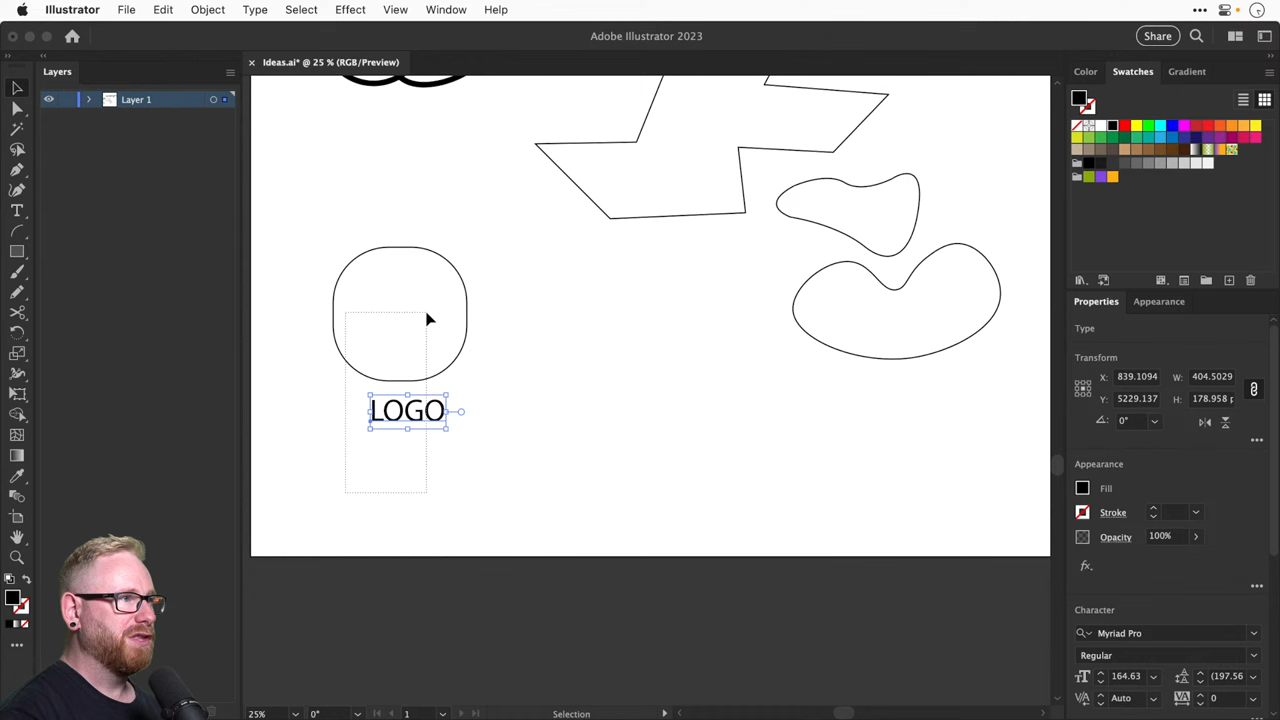 Illustrator File Edit Object Type Select Effect View Window Help
Adobe Illustrator 2023
Share
Layers
Ideas.ai* @ 25 % (RGB/Preview)
Color Swatches Gradient
Layer 1
LOGO
Properties Appearance
Type
Transform
X: 839.1094 W: 404.5029
Y: 5229.137 H: 178.958 p
0°
Appearance
Fill
Stroke
Opacity 100%
fx.
Character
Myriad Pro
Regular
164.63 (197.56
Auto 0
25% 0° 1 Selection